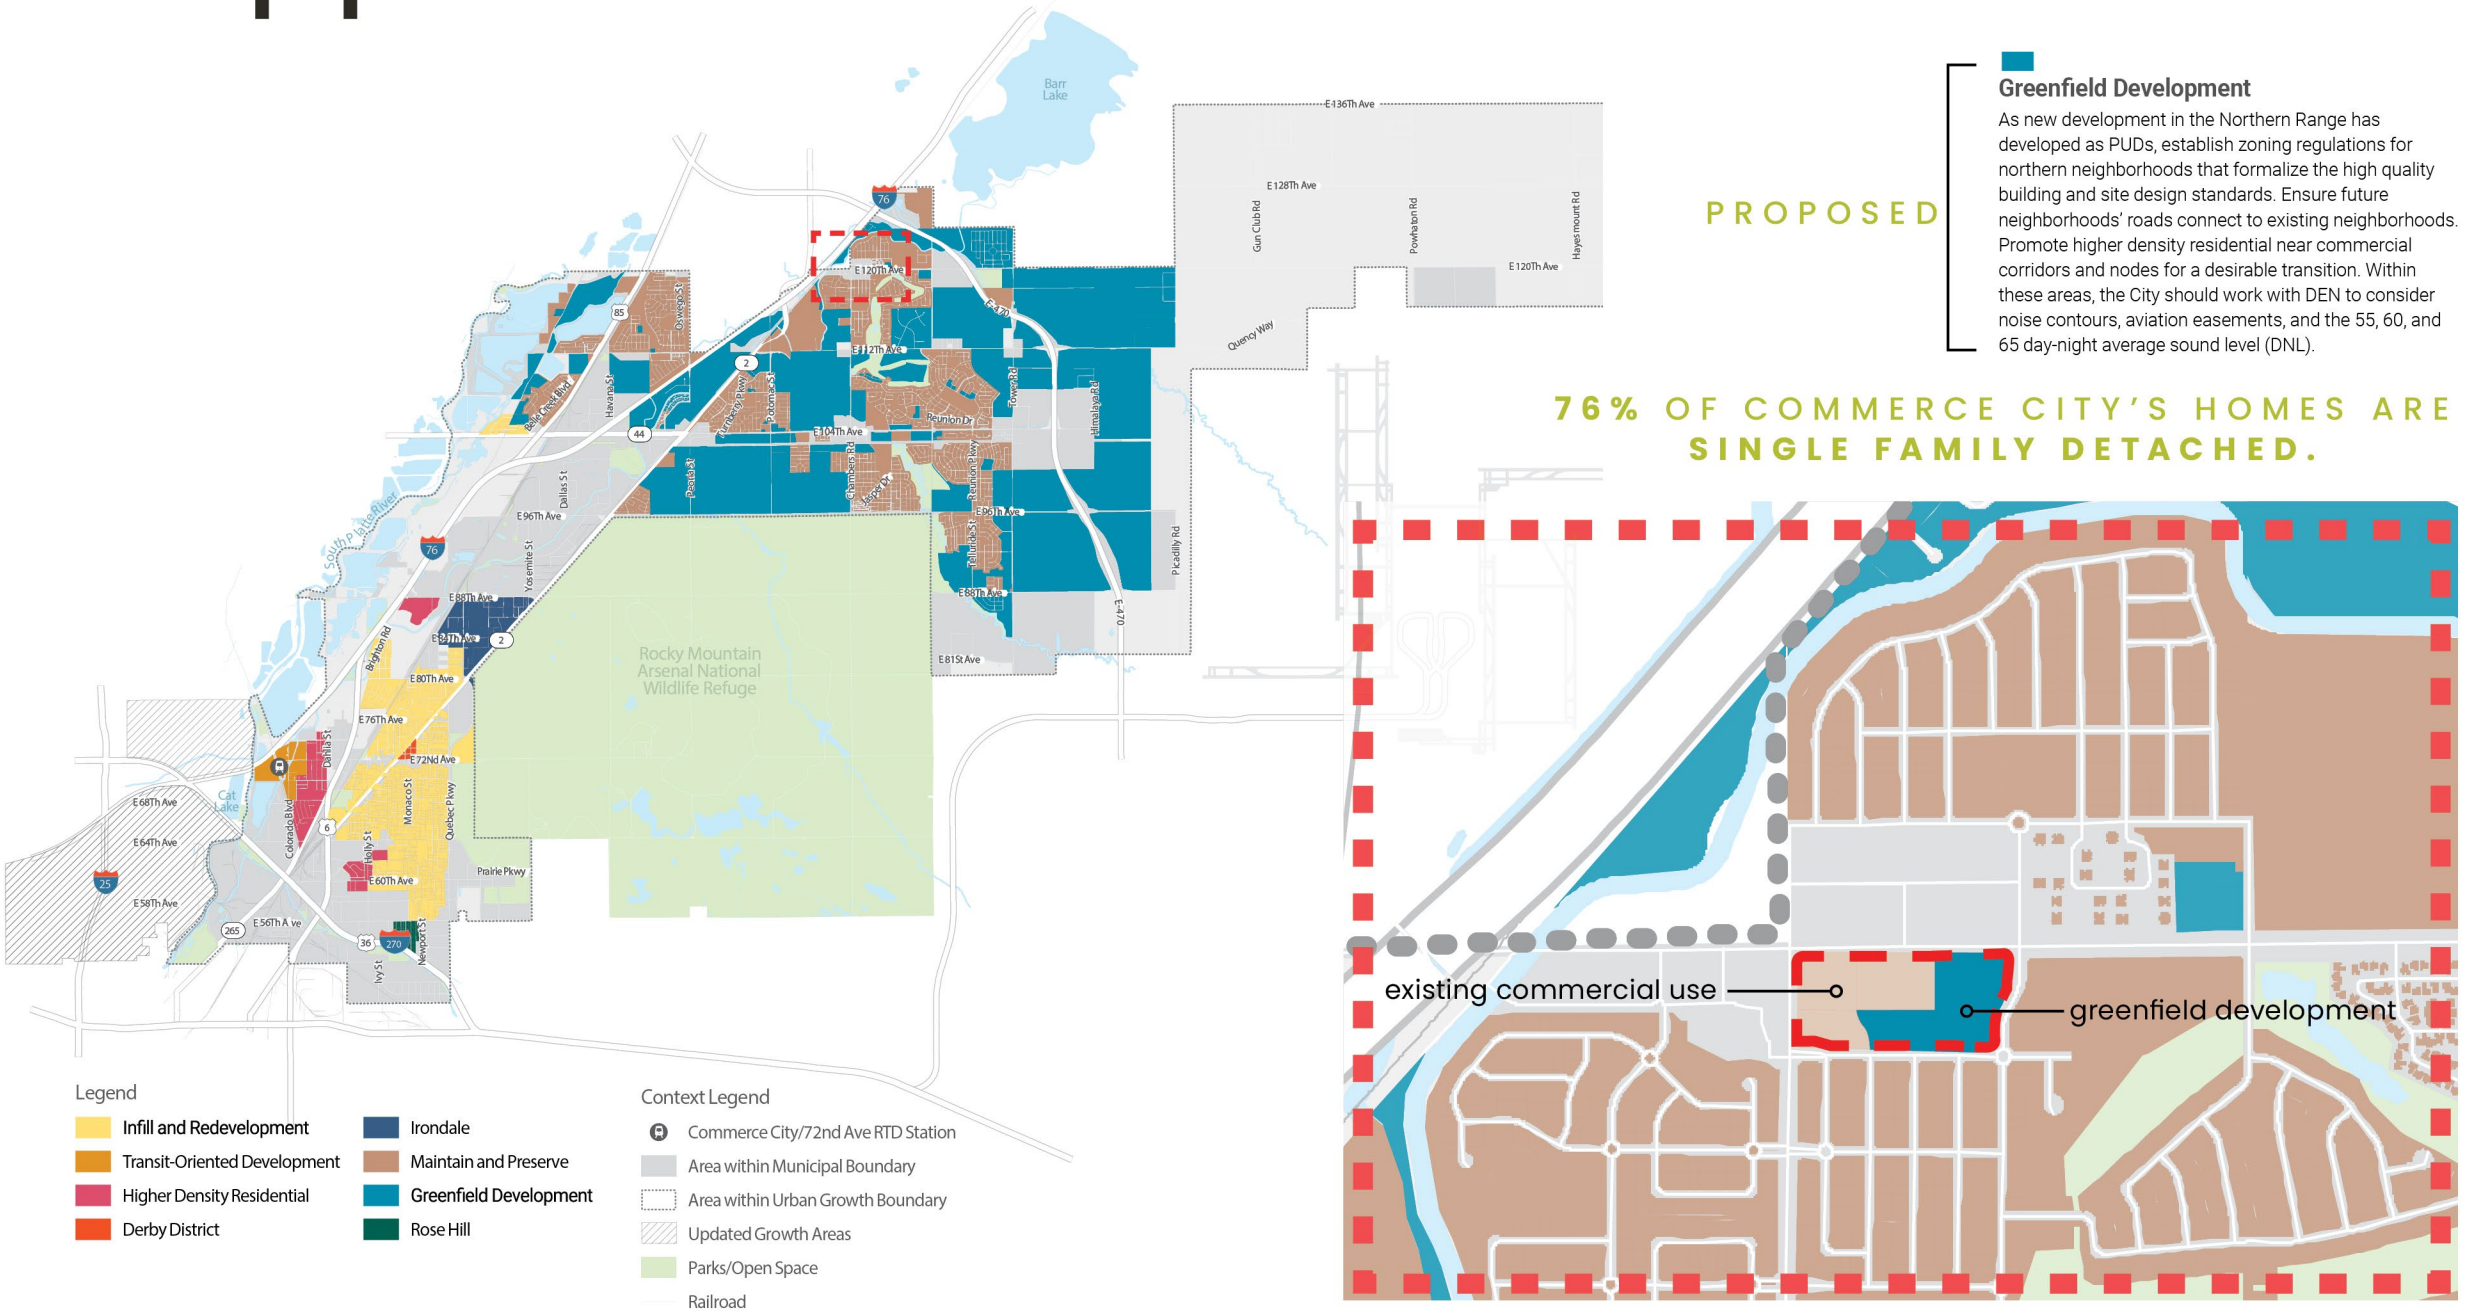 Barr
Lake
E 136Th Ave
E 128Th Ave
Gun Club Rd
Powhaton Rd
Hayesmount Rd
E 120Th Ave
Quency Way
76
E 120Th Ave
E-470
85
Oswego St
2
E 112Th Ave
Tower Rd
Himalaya Rd
Belle Creek Blvd
Havana St
Turnberry Pkwy
Potomac St
Reunion Dr
44
E 104Th Ave
Peoria St
Chambers Rd
Jasper Dr
Reunion Pkwy
Dallas St
E 96Th Ave
E 96Th Ave
South Platte River
76
Yosemite St
Telluride St
Picadilly Rd
E 88Th Ave
E 88Th Ave
E-470
E 84Th Ave
2
Brighton Rd
E 81St Ave
Rocky Mountain
Arsenal National
Wildlife Refuge
E 80Th Ave
E 76Th Ave
Dahlia St
E 72Nd Ave
Cat
Lake
E 68Th Ave
Colorado Blvd
Monaco St
Quebec Pkwy
6
E 64Th Ave
Holly St
25
E 60Th Ave
Prairie Pkwy
E 58Th Ave
265
E 56Th A ve
36
270
Newport St
Ivy St
PROPOSED
Greenfield Development
As new development in the Northern Range has
developed as PUDs, establish zoning regulations for
northern neighborhoods that formalize the high quality
building and site design standards. Ensure future
neighborhoods' roads connect to existing neighborhoods.
Promote higher density residential near commercial
corridors and nodes for a desirable transition. Within
these areas, the City should work with DEN to consider
noise contours, aviation easements, and the 55, 60, and
65 day-night average sound level (DNL).
76% OF COMMERCE CITY'S HOMES ARE
SINGLE FAMILY DETACHED.
existing commercial use
greenfield development
Legend
Infill and Redevelopment
Transit-Oriented Development
Higher Density Residential
Derby District
Irondale
Maintain and Preserve
Greenfield Development
Rose Hill
Context Legend
Commerce City/72nd Ave RTD Station
Area within Municipal Boundary
Area within Urban Growth Boundary
Updated Growth Areas
Parks/Open Space
Railroad